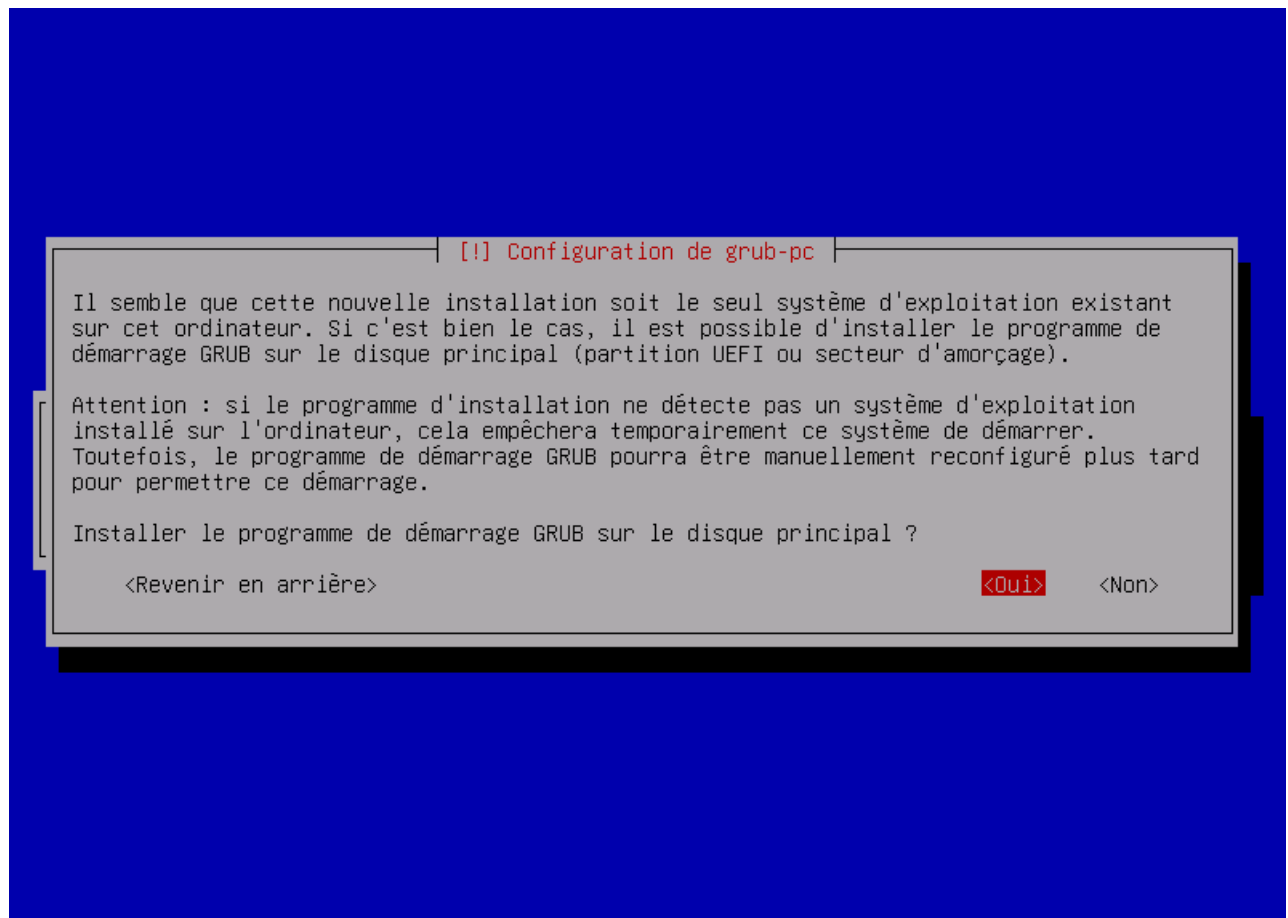 [!] Configuration de grub-pc
Il semble que cette nouvelle installation soit le seul système d'exploitation existant
sur cet ordinateur. Si c'est bien le cas, il est possible d'installer le programme de
démarrage GRUB sur le disque principal (partition UEFI ou secteur d'amorçage).
Attention : si le programme d'installation ne détecte pas un système d'exploitation
installé sur l'ordinateur, cela empêchera temporairement ce système de démarrer.
Toutefois, le programme de démarrage GRUB pourra être manuellement reconfiguré plus tard
pour permettre ce démarrage.
Installer le programme de démarrage GRUB sur le disque principal ?
<Revenir en arrière> <Oui> <Non>